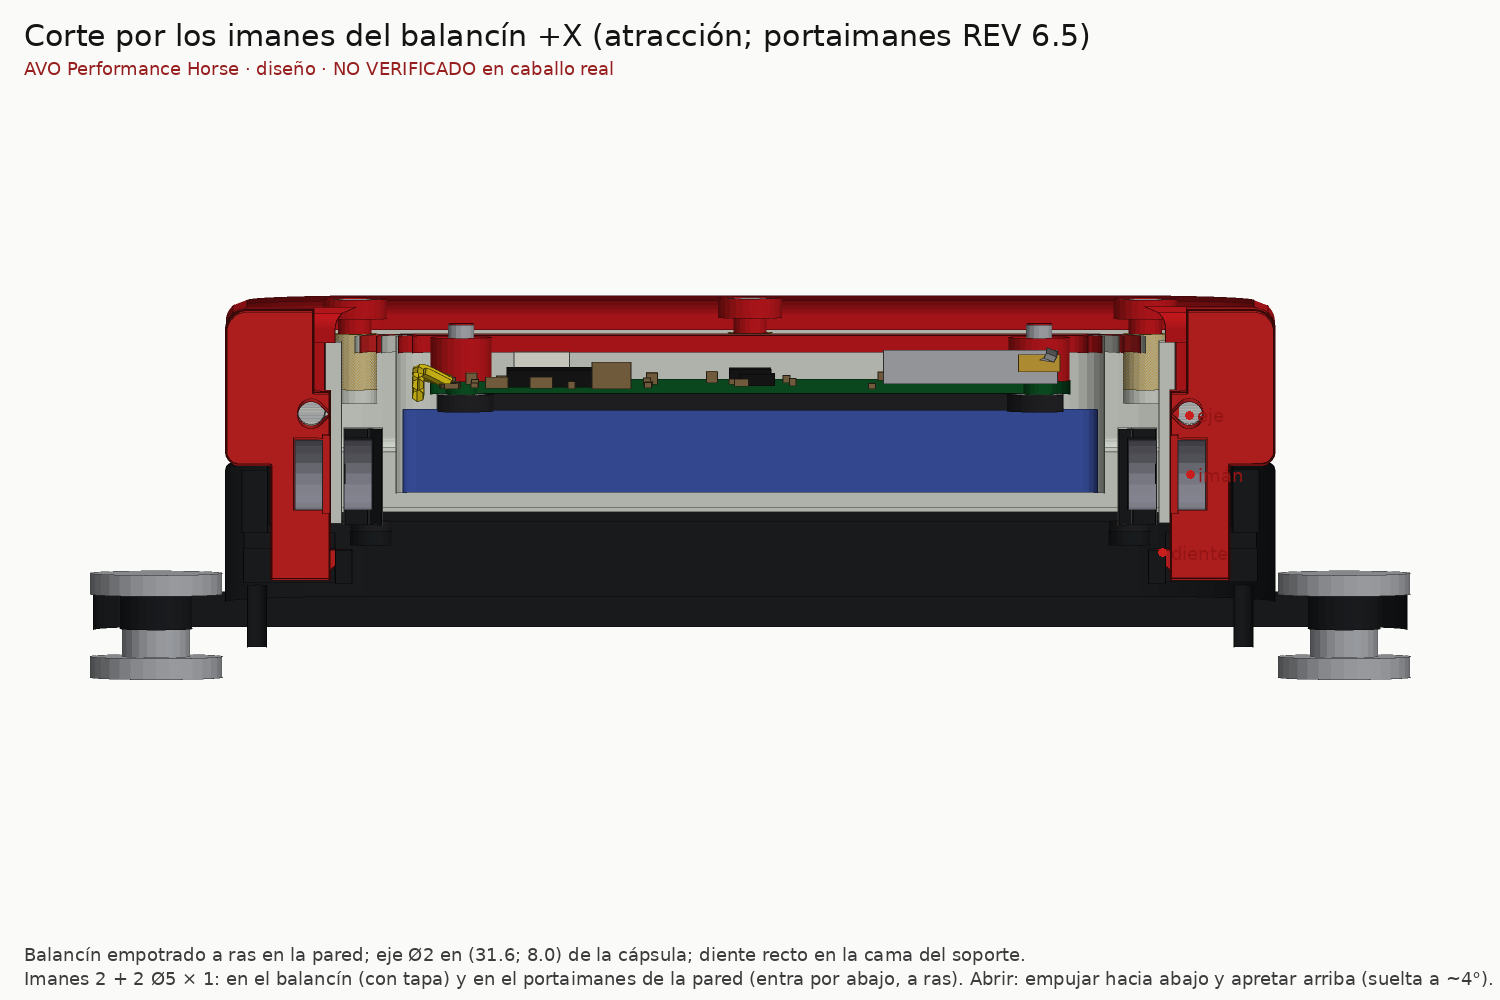 Corte por los imanes del balancín +X (atracción; portaimanes REV 6.5)
AVO Performance Horse · diseño · NO VERIFICADO en caballo real
eje
iman
diente
Balancín empotrado a ras en la pared; eje Ø2 en (31.6; 8.0) de la cápsula; diente recto en la cama del soporte.
Imanes 2 + 2 Ø5 × 1: en el balancín (con tapa) y en el portaimanes de la pared (entra por abajo, a ras). Abrir: empujar hacia abajo y apretar arriba (suelta a ~4°).